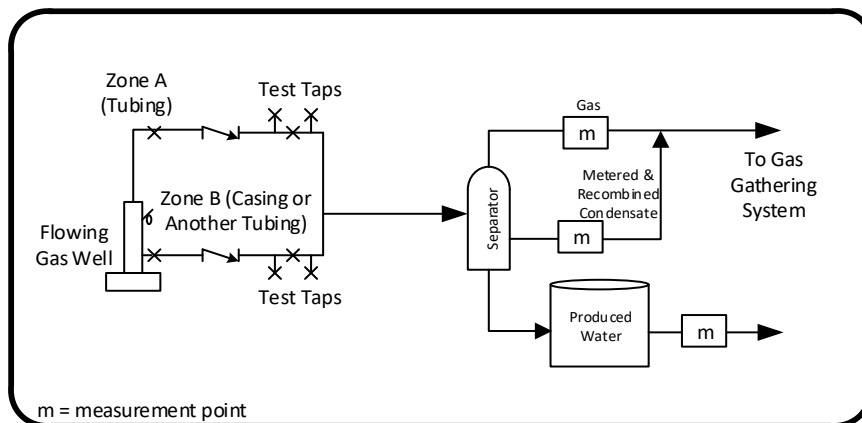 Zone A
(Tubing)
Test Taps
Zone B (Casing or
Another Tubing)
Flowing
Gas Well
Test Taps
Gas
m
Metered &
Recombined
Condensate
m
Separator
To Gas
Gathering
System
Produced
Water
m
m = measurement point